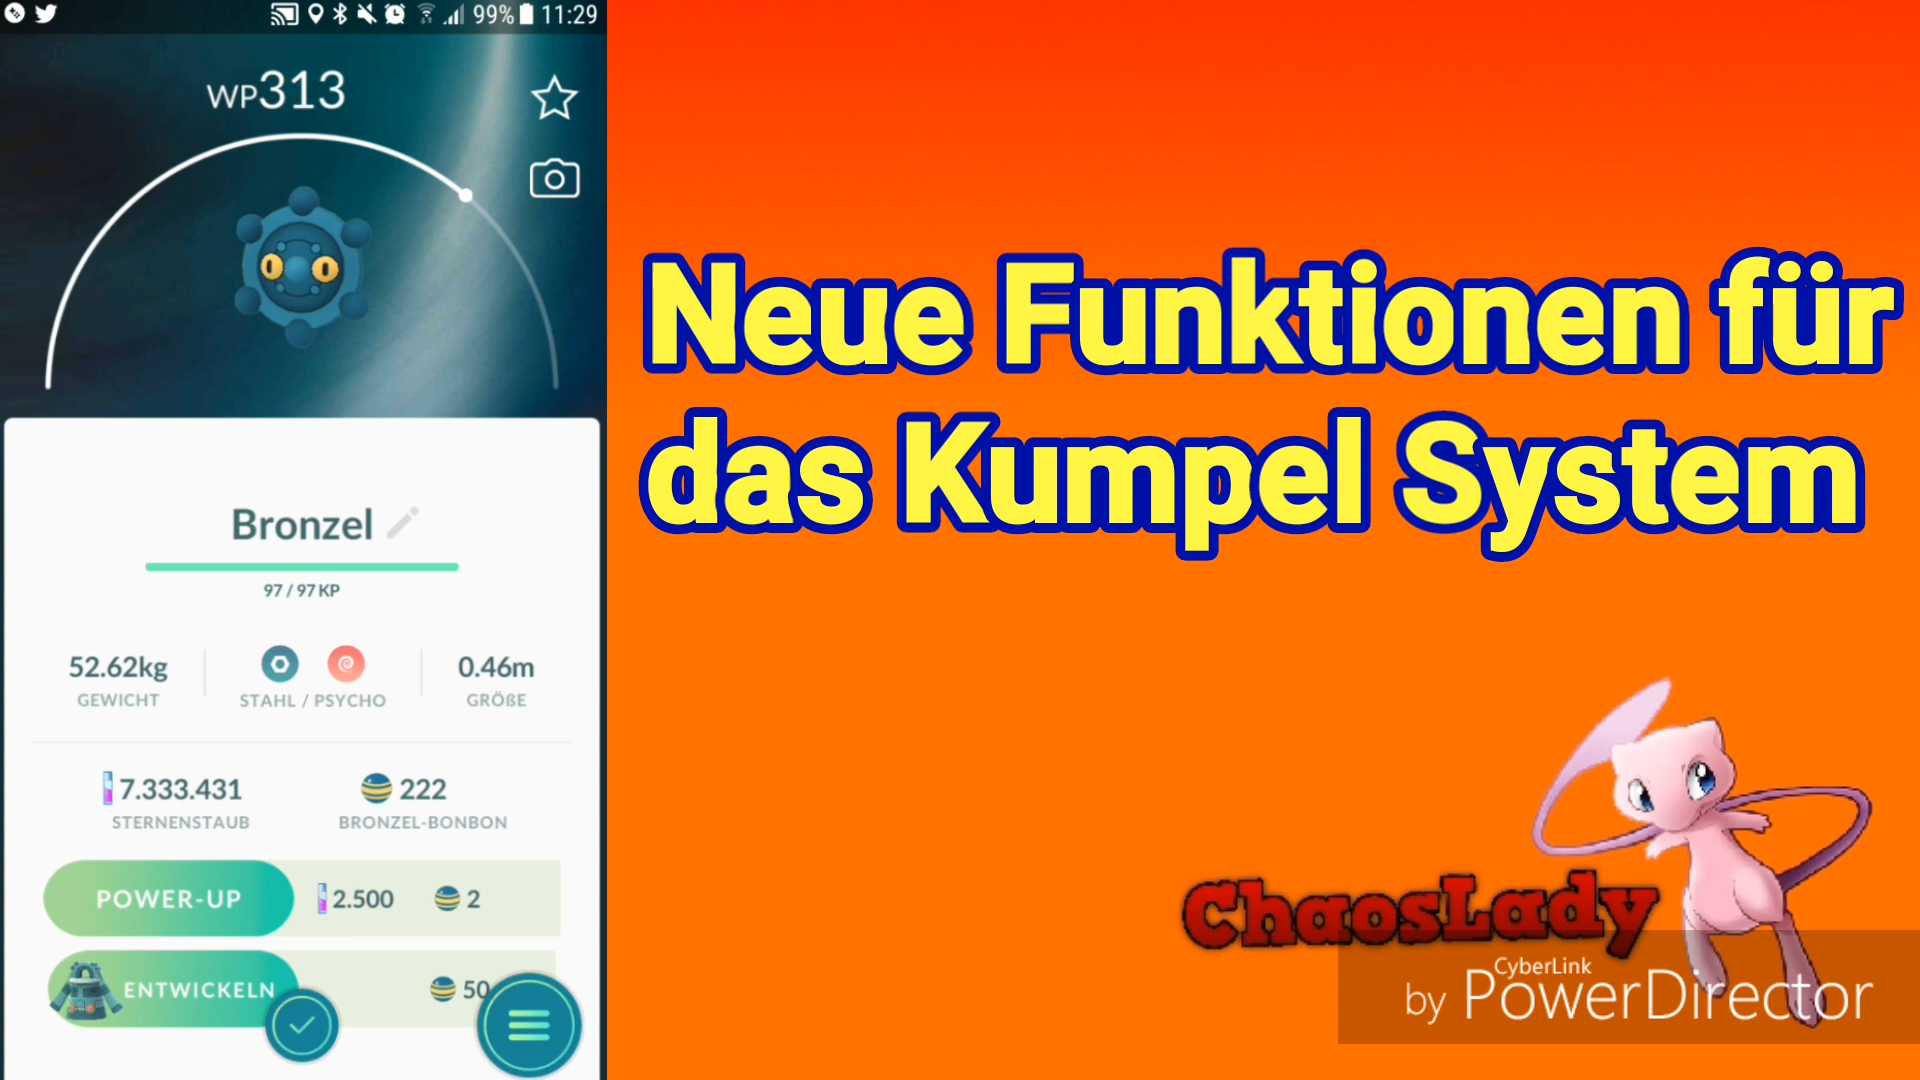 99% 11:29
WP313
Bronzel
97 / 97 KP
52.62kg
GEWICHT
STAHL / PSYCHO
0.46m
GRÖßE
7.333.431
STERNENSTAUB
222
BRONZEL-BONBON
POWER-UP 2.500 2
ENTWICKELN 50
Neue Funktionen für
das Kumpel System
ChaosLady
CyberLink
by PowerDirector